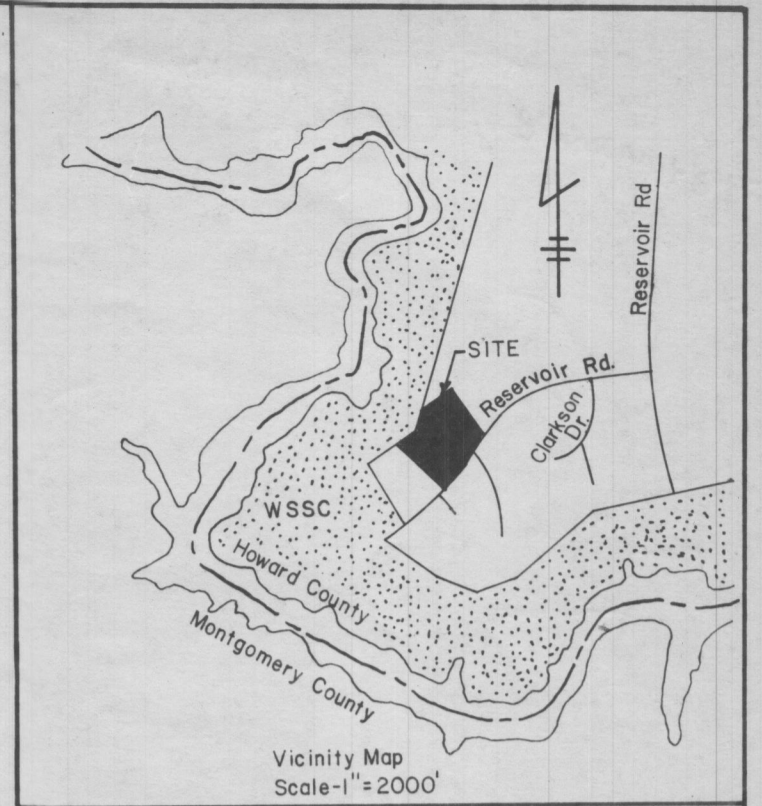 Reservoir Rd
SITE
Reservoir Rd.
Clarkson
Dr.
WSSC
Howard County
Montgomery County
Vicinity Map
Scale-1"=2000'